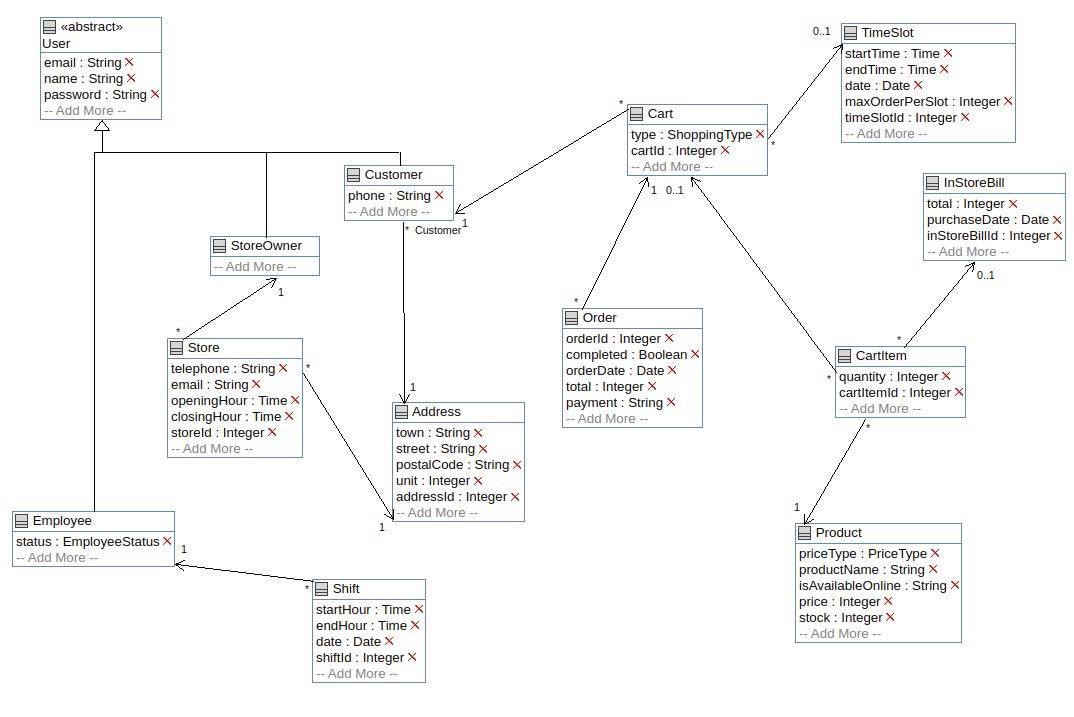 «abstract»
User
email : String
name : String
password : String
-- Add More --
Customer
phone : String
-- Add More --
* Customer
1
StoreOwner
-- Add More --
1
*
Store
telephone : String
email : String
openingHour : Time
closingHour : Time
storeId : Integer
-- Add More --
*
1
Address
town : String
street : String
postalCode : String
unit : Integer
addressId : Integer
-- Add More --
1
Employee
status : EmployeeStatus
-- Add More --
1
*
Shift
startHour : Time
endHour : Time
date : Date
shiftId : Integer
-- Add More --
*
Cart
type : ShoppingType
cartId : Integer
-- Add More --
*
1
0..1
0..1
TimeSlot
startTime : Time
endTime : Time
date : Date
maxOrderPerSlot : Integer
timeSlotId : Integer
-- Add More --
InStoreBill
total : Integer
purchaseDate : Date
inStoreBillId : Integer
-- Add More --
0..1
*
Order
orderId : Integer
completed : Boolean
orderDate : Date
total : Integer
payment : String
-- Add More --
*
CartItem
quantity : Integer
cartItemId : Integer
-- Add More --
*
*
1
Product
priceType : PriceType
productName : String
isAvailableOnline : String
price : Integer
stock : Integer
-- Add More --